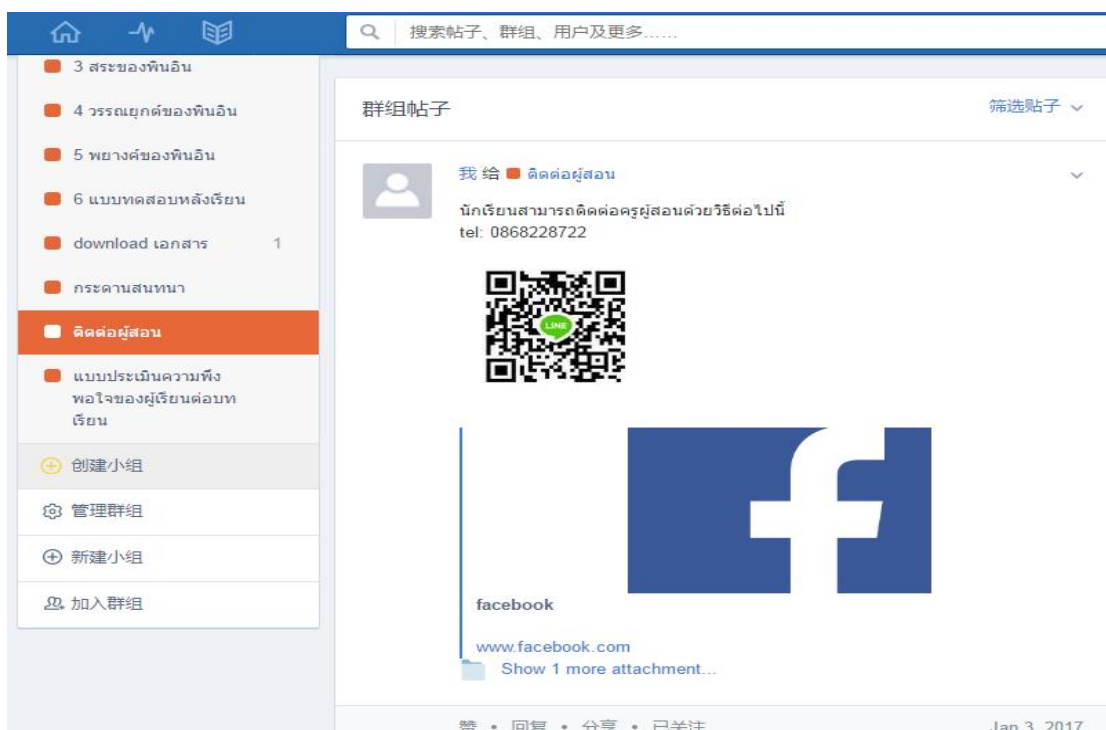 搜索帖子、群组、用户及更多......
3 สระของพินอิน
4 วรรณยุกต์ของพินอิน
5 พยางค์ของพินอิน
6 แบบทดสอบหลังเรียน
download เอกสาร 1
กระดานสนทนา
ติดต่อผู้สอน
แบบประเมินความพึง
พอใจของผู้เรียนต่อบท
เรียน
创建小组
管理群组
新建小组
加入群组
群组帖子
筛选贴子
我 给 ติดต่อผู้สอน
นักเรียนสามารถติดต่อครูผู้สอนด้วยวิธีต่อไปนี้
tel: 0868228722
LINE
facebook
www.facebook.com
Show 1 more attachment...
赞 • 回复 • 分享 • 已关注
Jan 3, 2017